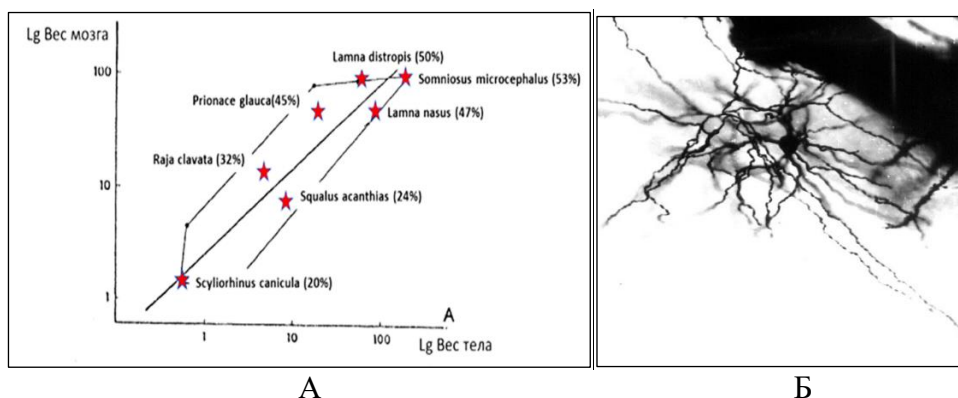 Lg Вес мозга
Lamna distropis (50%)
100
Somniosus microcephalus (53%)
Prionace glauca(45%)
Lamna nasus (47%)
Raja clavata (32%)
10
Squalus acanthias (24%)
Scyliorhinus canicula (20%)
1
А
1
10
100
Lg Вес тела
А
Б